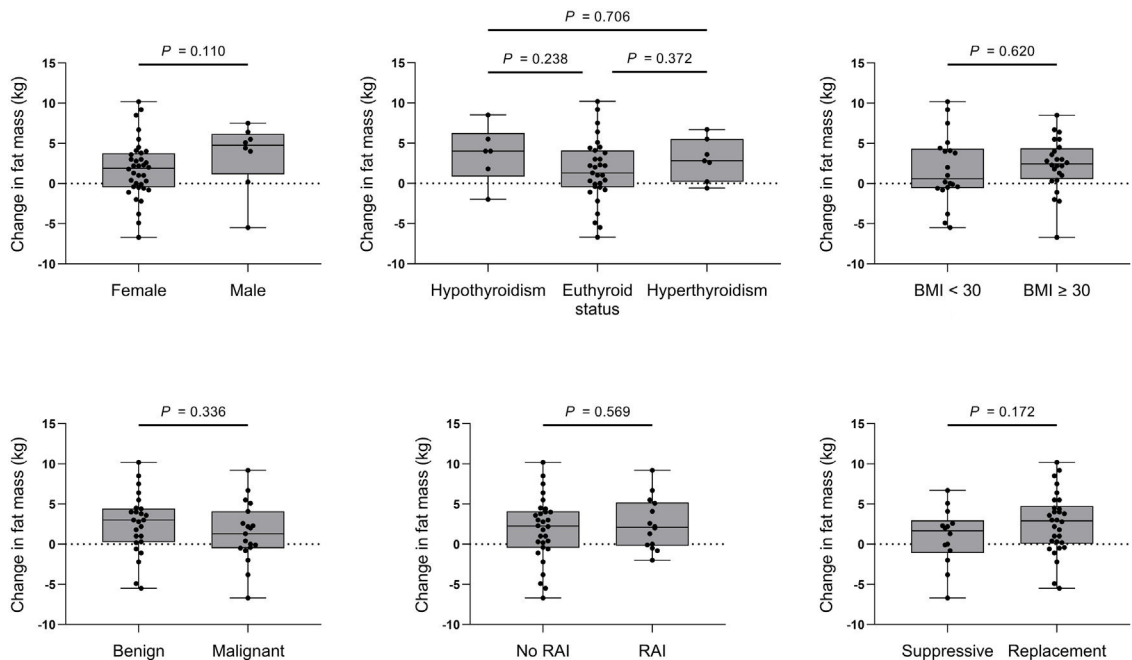 P = 0.706
P = 0.110
P = 0.238
P = 0.372
P = 0.620
Change in fat mass (kg)
15
10
5
0
-5
-10
Female
Male
Change in fat mass (kg)
15
10
5
0
-5
-10
Hypothyroidism
Euthyroid
status
Hyperthyroidism
Change in fat mass (kg)
15
10
5
0
-5
-10
BMI < 30
BMI ≥ 30
P = 0.336
Change in fat mass (kg)
15
10
5
0
-5
-10
Benign
Malignant
P = 0.569
Change in fat mass (kg)
15
10
5
0
-5
-10
No RAI
RAI
P = 0.172
Change in fat mass (kg)
15
10
5
0
-5
-10
Suppressive
Replacement